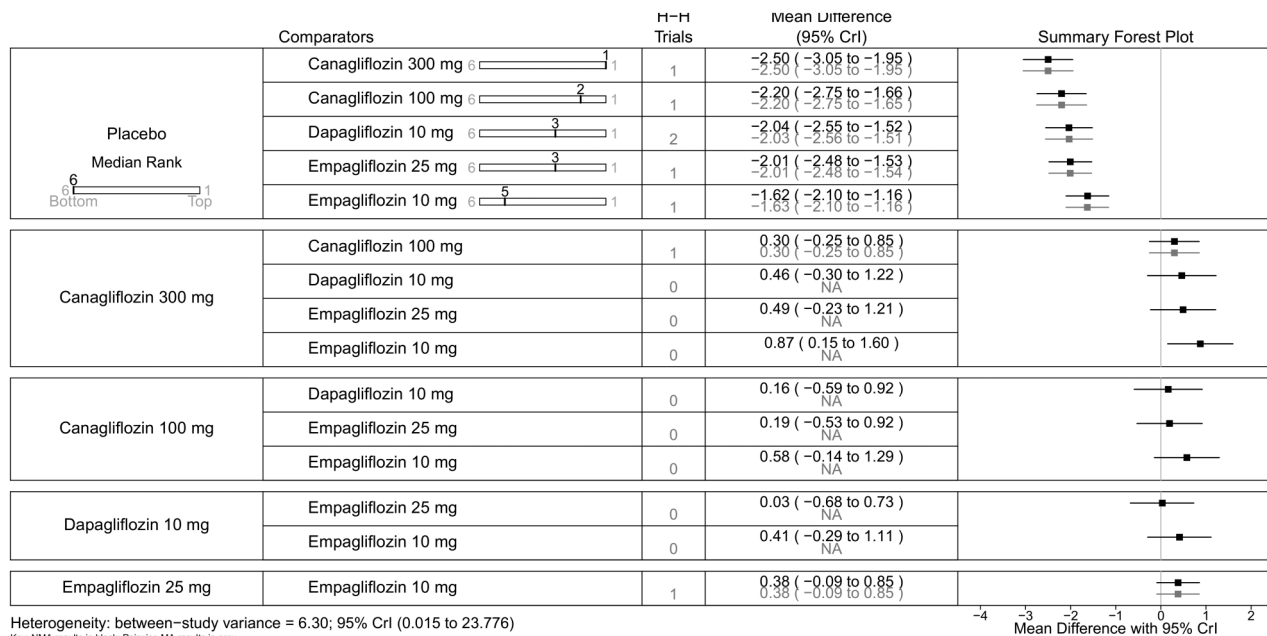 H−H Mean Difference
Comparators Trials (95% CrI) Summary Forest Plot
Placebo
Median Rank
6
6 1
Bottom Top
Canagliflozin 300 mg 6 1 1 1 −2.50 ( −3.05 to −1.95 )
−2.50 ( −3.05 to −1.95 )
Canagliflozin 100 mg 6 2 1 1 −2.20 ( −2.75 to −1.66 )
−2.20 ( −2.75 to −1.65 )
Dapagliflozin 10 mg 6 3 1 2 −2.04 ( −2.55 to −1.52 )
−2.03 ( −2.56 to −1.51 )
Empagliflozin 25 mg 6 3 1 1 −2.01 ( −2.48 to −1.53 )
−2.01 ( −2.48 to −1.54 )
Empagliflozin 10 mg 6 5 1 1 −1.62 ( −2.10 to −1.16 )
−1.63 ( −2.10 to −1.16 )
Canagliflozin 300 mg
Canagliflozin 100 mg 1 0.30 ( −0.25 to 0.85 )
0.30 ( −0.25 to 0.85 )
Dapagliflozin 10 mg 0 0.46 ( −0.30 to 1.22 )
NA
Empagliflozin 25 mg 0 0.49 ( −0.23 to 1.21 )
NA
Empagliflozin 10 mg 0 0.87 ( 0.15 to 1.60 )
NA
Canagliflozin 100 mg
Dapagliflozin 10 mg 0 0.16 ( −0.59 to 0.92 )
NA
Empagliflozin 25 mg 0 0.19 ( −0.53 to 0.92 )
NA
Empagliflozin 10 mg 0 0.58 ( −0.14 to 1.29 )
NA
Dapagliflozin 10 mg
Empagliflozin 25 mg 0 0.03 ( −0.68 to 0.73 )
NA
Empagliflozin 10 mg 0 0.41 ( −0.29 to 1.11 )
NA
Empagliflozin 25 mg
Empagliflozin 10 mg 1 0.38 ( −0.09 to 0.85 )
0.38 ( −0.09 to 0.85 )
−4 −3 −2 −1 0 1 2
Mean Difference with 95% CrI
Heterogeneity: between−study variance = 6.30; 95% CrI (0.015 to 23.776)